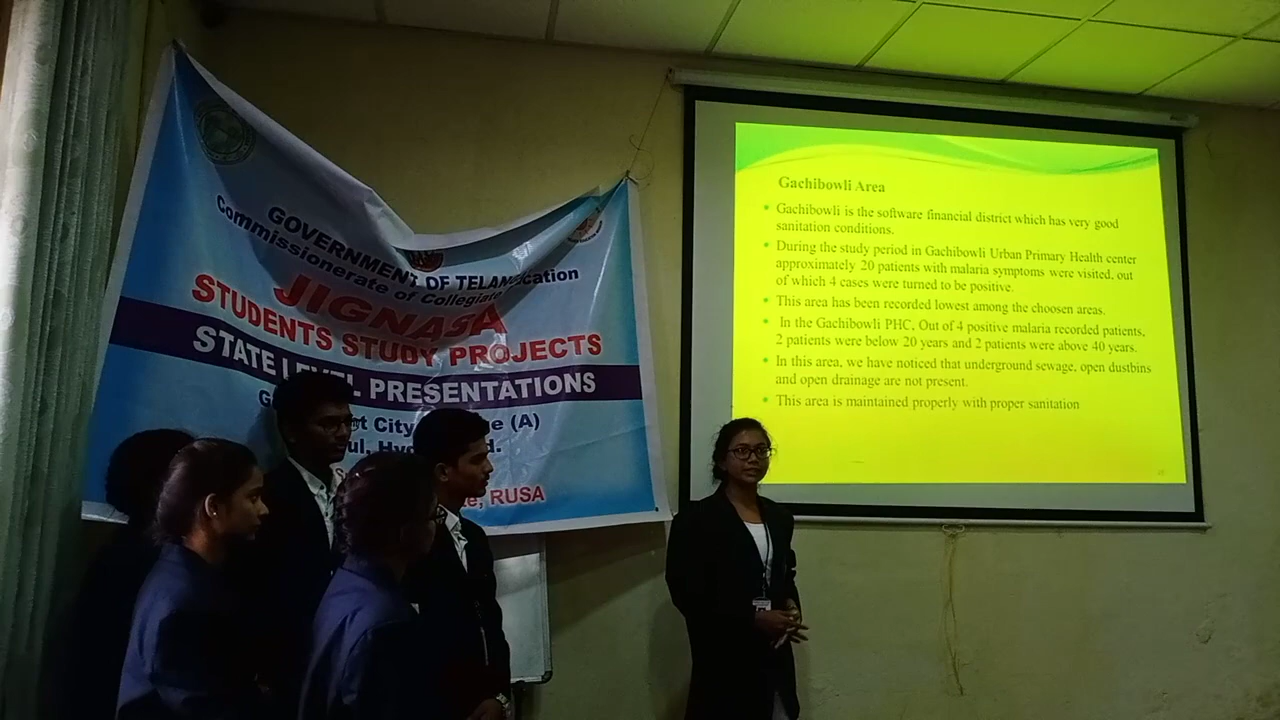 GOVERNMENT OF TELAN
Commissionerate of Collegiate cation
JIGNASA
STUDENTS STUDY PROJECTS
STATE LEVEL PRESENTATIONS
t City e (A)
ul, Hyd d.
e, RUSA
Gachibowli Area
• Gachibowli is the software financial district which has very good
sanitation conditions.
• During the study period in Gachibowli Urban Primary Health center
approximately 20 patients with malaria symptoms were visited, out
of which 4 cases were turned to be positive.
• This area has been recorded lowest among the choosen areas.
• In the Gachibowli PHC, Out of 4 positive malaria recorded patients,
2 patients were below 20 years and 2 patients were above 40 years.
• In this area, we have noticed that underground sewage, open dustbins
and open drainage are not present.
• This area is maintained properly with proper sanitation